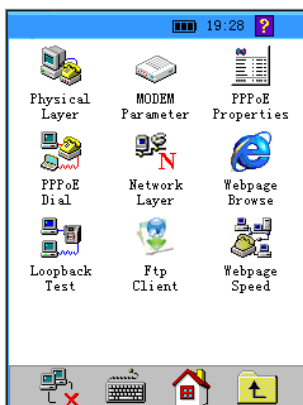 19:28 ?
Physical Layer
MODEM Parameter
PPPoE Properties
PPPoE Dial
N
Network Layer
Webpage Browse
Loopback Test
Ftp Client
Webpage Speed